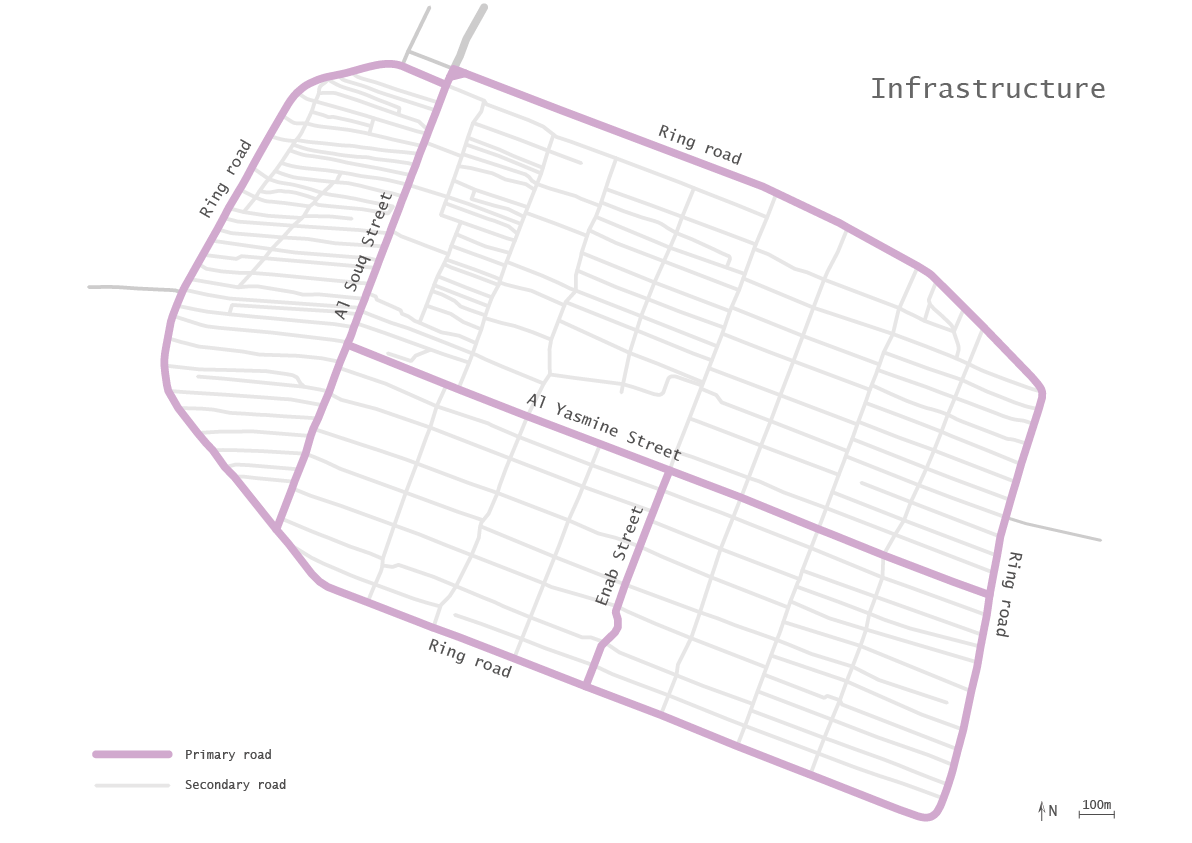 Infrastructure
Ring road
Ring road
Al Souq Street
Al Yasmine Street
Enab Street
Ring road
Ring road
Primary road
Secondary road
N
100m